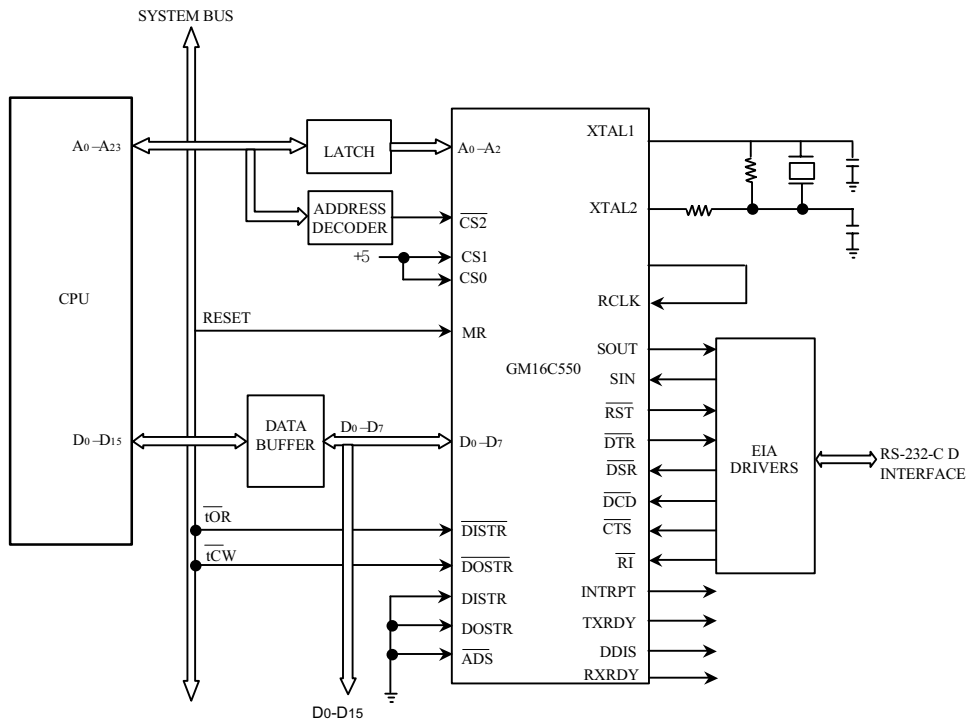 SYSTEM BUS
CPU
A0–A23
D0–D15
LATCH
ADDRESS
DECODER
+5
RESET
DATA
BUFFER
D0–D7
tOR
tCW
D0-D15
GM16C550
A0–A2
CS2
CS1
CS0
MR
D0–D7
DISTR
DOSTR
DISTR
DOSTR
ADS
XTAL1
XTAL2
RCLK
SOUT
SIN
RST
DTR
DSR
DCD
CTS
RI
INTRPT
TXRDY
DDIS
RXRDY
EIA
DRIVERS
RS-232-C D
INTERFACE